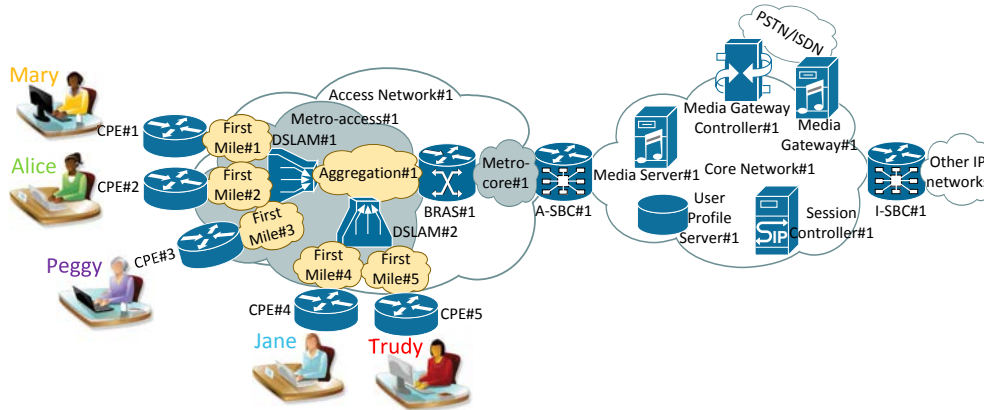 PSTN/ISDN
Mary
Access Network#1
Media Gateway
Controller#1
Media
Gateway#1
Metro-access#1
CPE#1
First
Mile#1
DSLAM#1
Alice
CPE#2
First
Mile#2
Aggregation#1
BRAS#1
Metro-
core#1
A-SBC#1
Media Server#1
Core Network#1
I-SBC#1
Other IP
networks
First
Mile#3
DSLAM#2
User
Profile
Server#1
SIP
Session
Controller#1
Peggy
CPE#3
First
Mile#4
First
Mile#5
CPE#4
CPE#5
Jane
Trudy